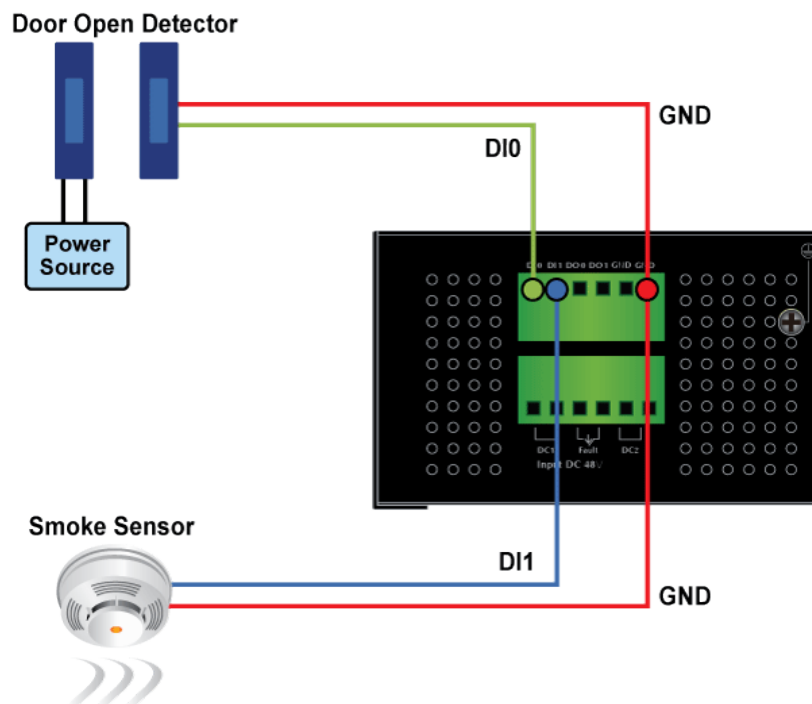 Door Open Detector
GND
DI0
Power
Source
DI0 DI1 DO0 DO1 GND GND
DC1 Fault DC2
Input DC 48V
Smoke Sensor
DI1
GND